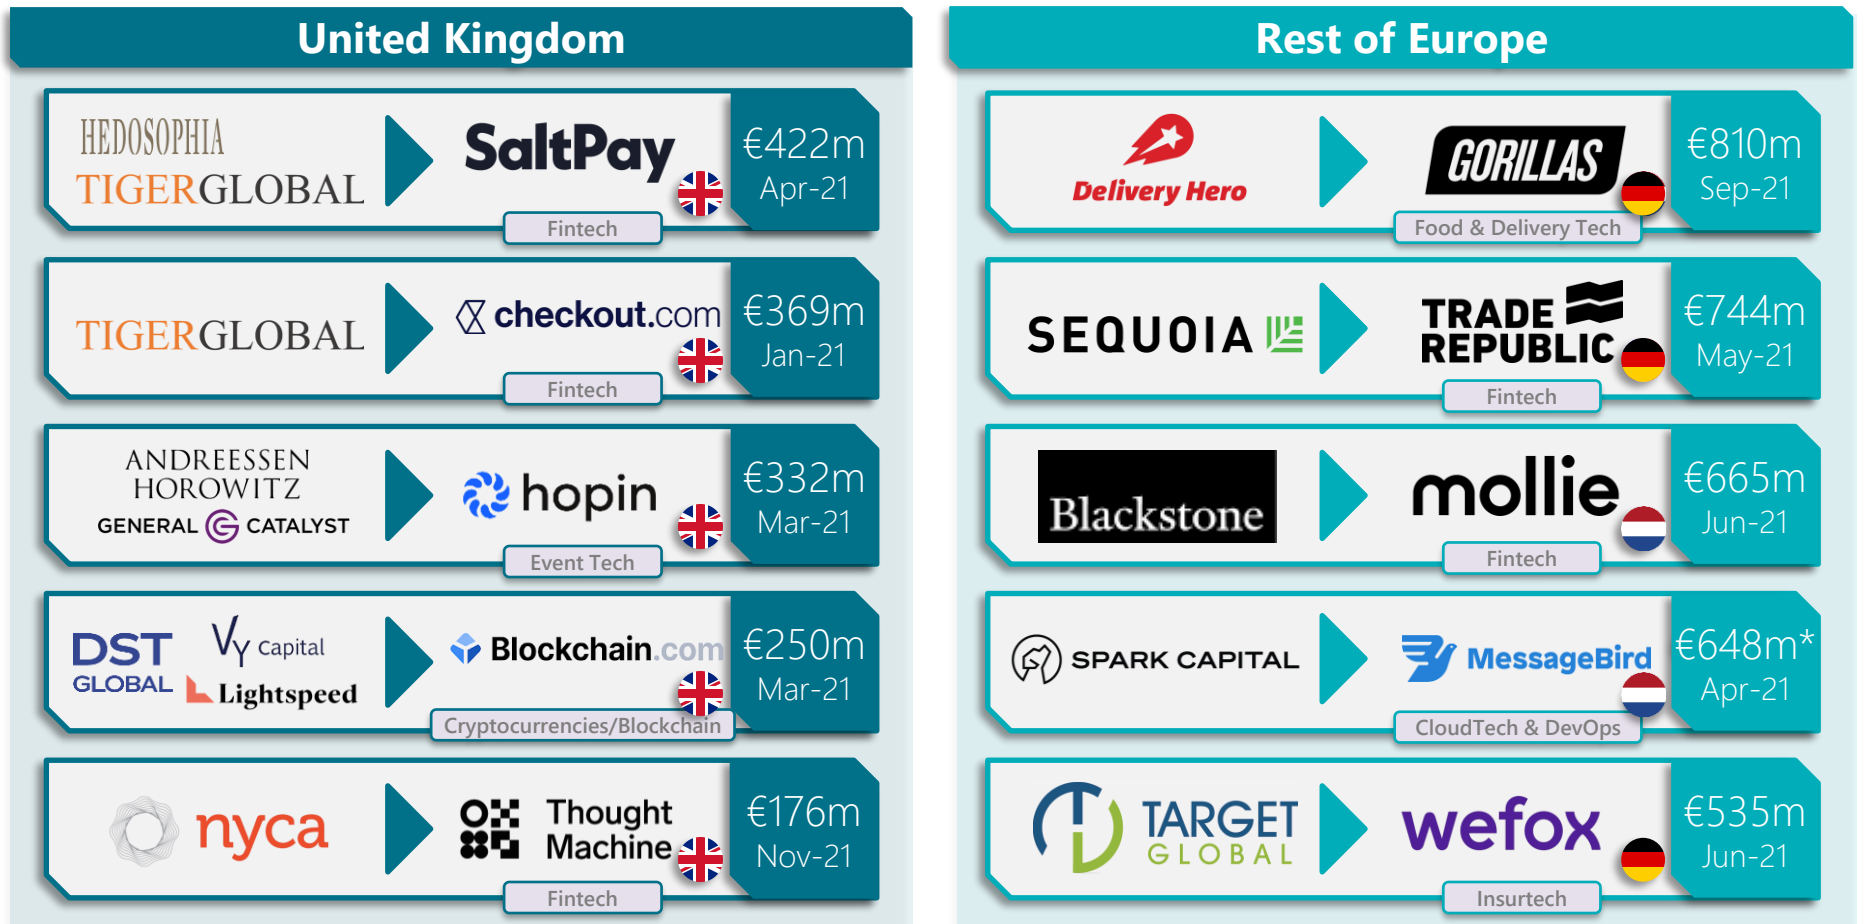 United Kingdom
HEDOSOPHIA
TIGERGLOBAL
SaltPay
€422m
Apr-21
Fintech
TIGERGLOBAL
checkout.com
€369m
Jan-21
Fintech
ANDREESSEN
HOROWITZ
GENERAL CATALYST
hopin
€332m
Mar-21
Event Tech
DST
GLOBAL
Vy Capital
Lightspeed
Blockchain.com
€250m
Mar-21
Cryptocurrencies/Blockchain
nyca
Thought
Machine
€176m
Nov-21
Fintech
Rest of Europe
Delivery Hero
GORILLAS
€810m
Sep-21
Food & Delivery Tech
SEQUOIA
TRADE
REPUBLIC
€744m
May-21
Fintech
Blackstone
mollie
€665m
Jun-21
Fintech
SPARK CAPITAL
MessageBird
€648m*
Apr-21
CloudTech & DevOps
TARGET
GLOBAL
wefox
€535m
Jun-21
Insurtech